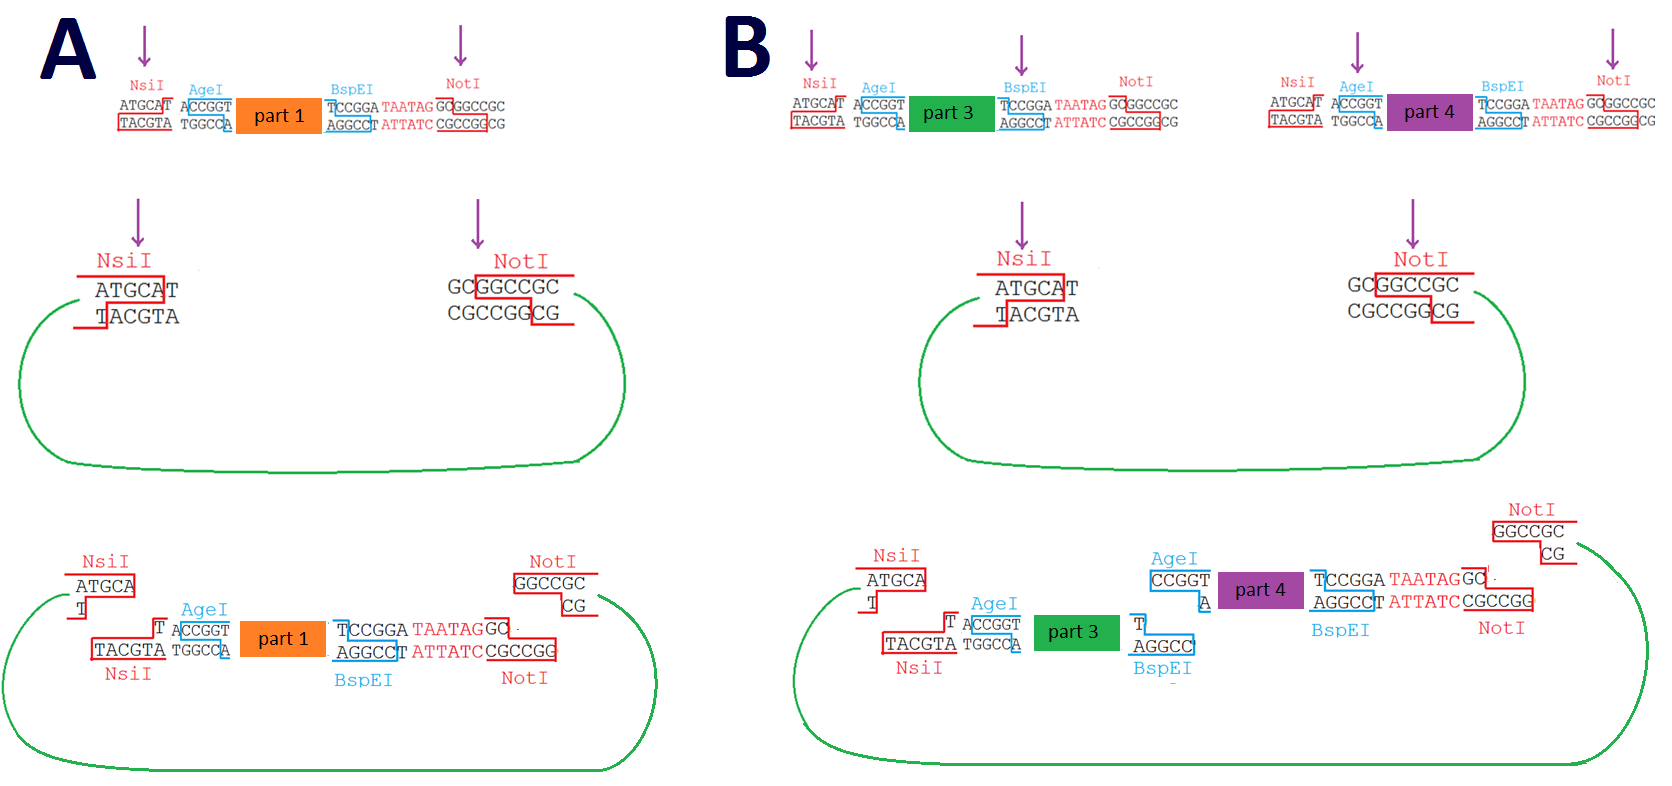 A
NsiI AgeI BspEI NotI
ATGCAT ACCGGT part 1 TCCGGA TAATAG GCGGCCGC
TACGTA TGGCCA AGGCCT ATTATC CGCCGGCG
NsiI NotI
ATGCAT GCGGCCGC
TACGTA CGCCGGCG
NsiI NotI
ATGCA GGCCGC
T CG
AgeI
T ACCGGT part 1 TCCGGA TAATAG GC
TACGTA TGGCCA AGGCCT ATTATC CGCCGG
NsiI BspEI NotI
B
NsiI AgeI BspEI NotI
ATGCAT ACCGGT part 3 TCCGGA TAATAG GCGGCCGC
TACGTA TGGCCA AGGCCT ATTATC CGCCGGCG
NsiI AgeI BspEI NotI
ATGCAT ACCGGT part 4 TCCGGA TAATAG GCGGCCGC
TACGTA TGGCCA AGGCCT ATTATC CGCCGGCG
NsiI NotI
ATGCAT GCGGCCGC
TACGTA CGCCGGCG
NotI
GGCCGC
CG
NsiI
ATGCA
T
AgeI
CCGGT part 4 TCCGGA TAATAG GC
A AGGCCT ATTATC CGCCGG
BspEI NotI
AgeI
T ACCGGT part 3 T
TACGTA TGGCCA AGGCC
NsiI BspEI